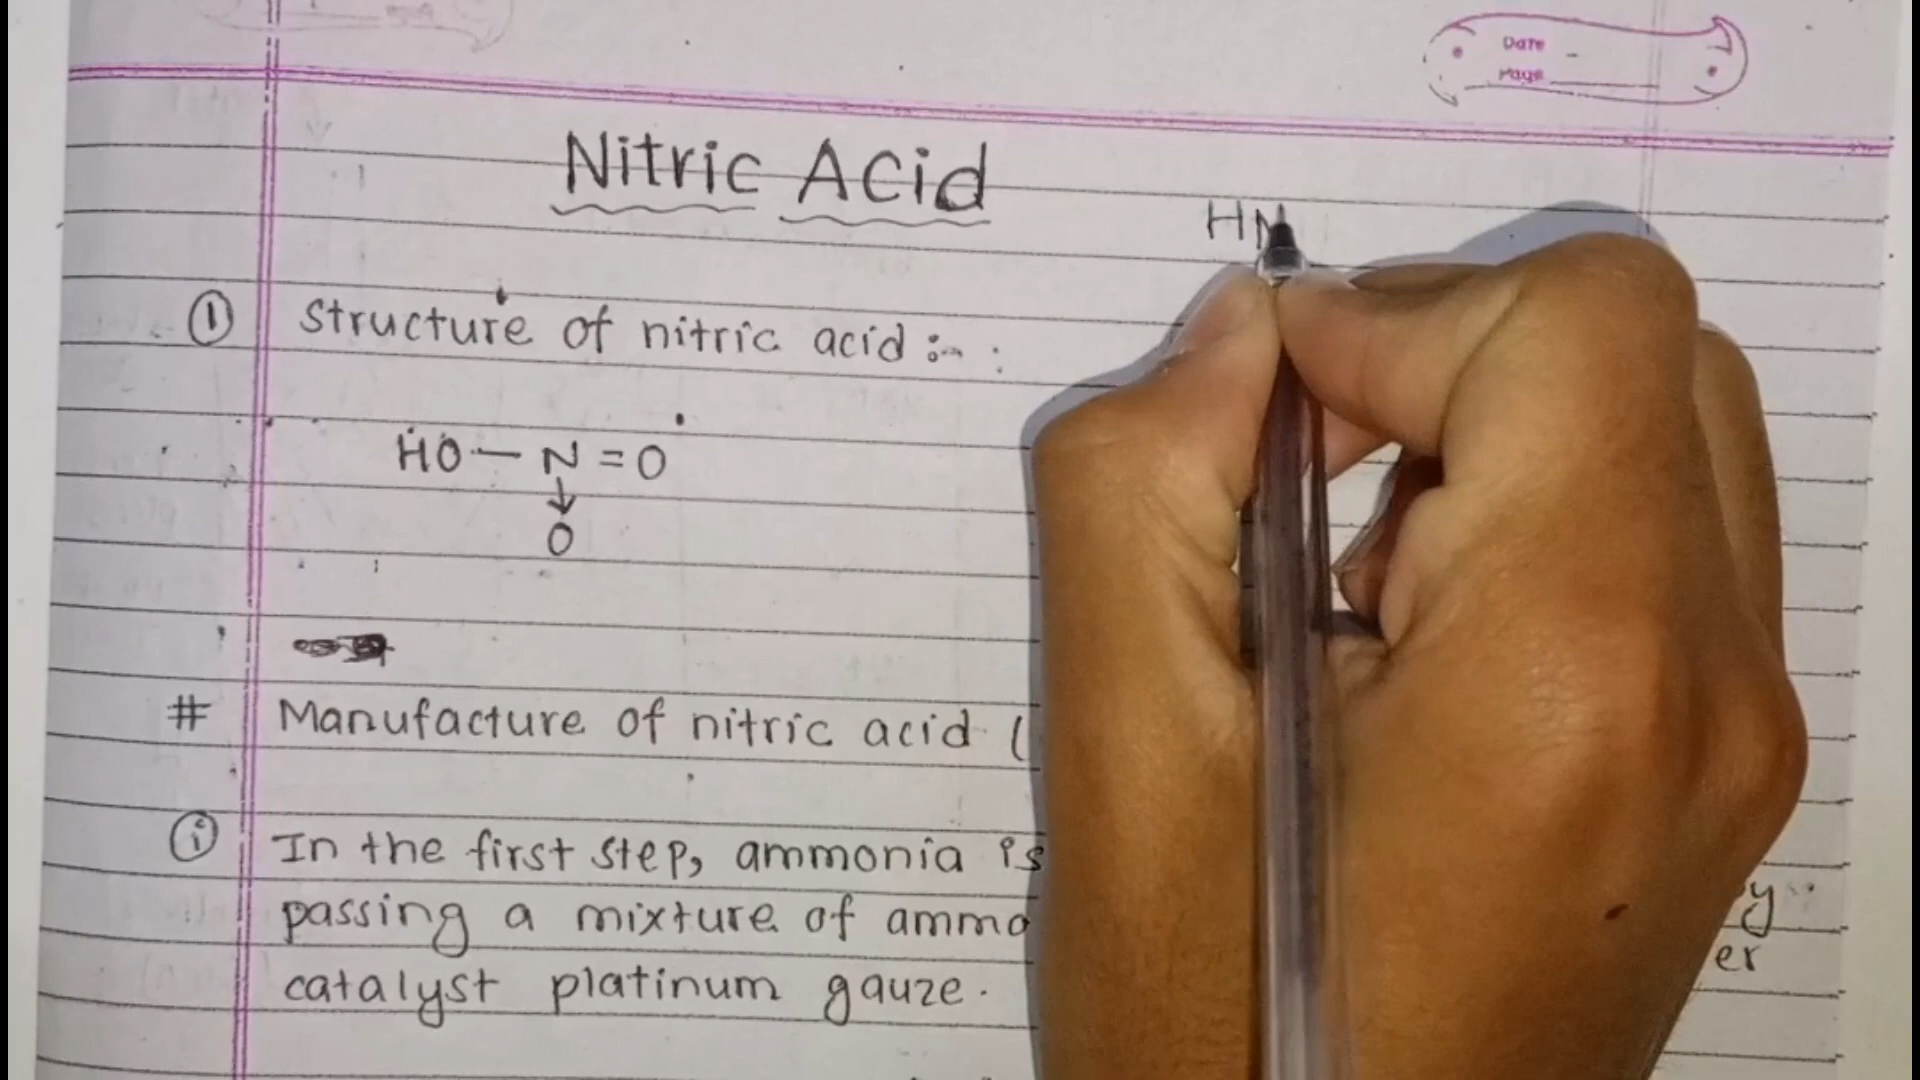 Date
Page
Nitric Acid
HN
① Structure of nitric acid :-
HO — N = O
↓
O
# Manufacture of nitric acid (
ⓘ In the first step, ammonia is
passing a mixture of ammo
er
catalyst platinum gauze.